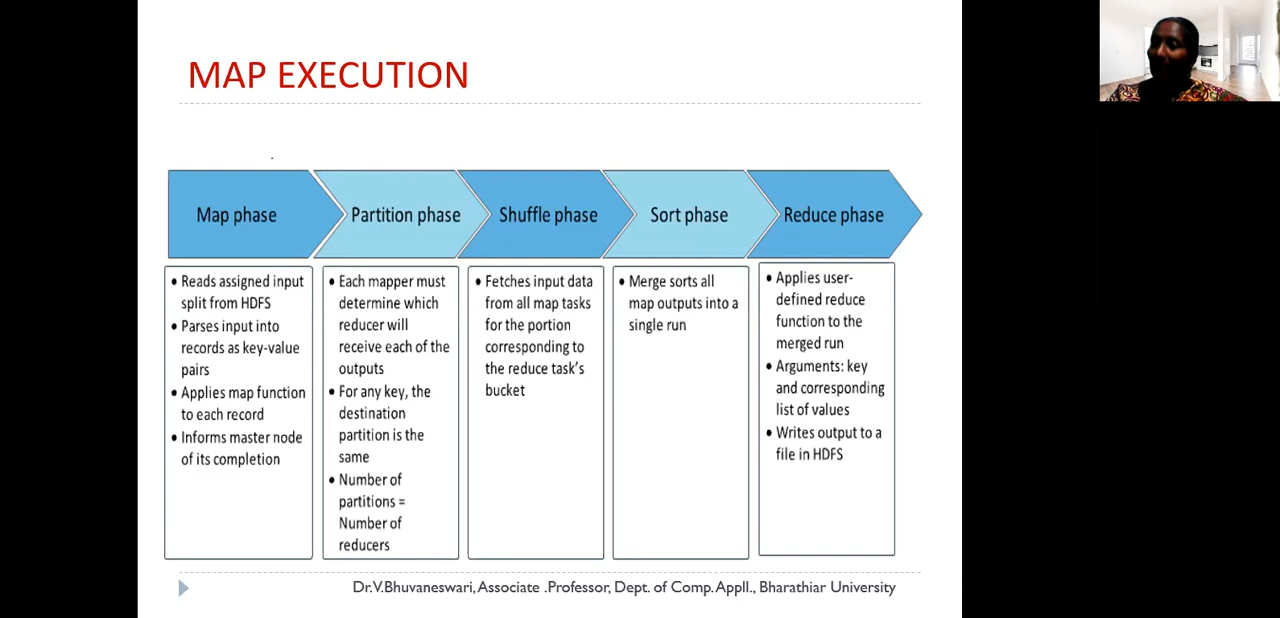 MAP EXECUTION
Map phase
Partition phase
Shuffle phase
Sort phase
Reduce phase
• Reads assigned input
split from HDFS
• Parses input into
records as key-value
pairs
• Applies map function
to each record
• Informs master node
of its completion
• Each mapper must
determine which
reducer will
receive each of the
outputs
• For any key, the
destination
partition is the
same
• Number of
partitions =
Number of
reducers
• Fetches input data
from all map tasks
for the portion
corresponding to
the reduce task's
bucket
• Merge sorts all
map outputs into a
single run
• Applies user-
defined reduce
function to the
merged run
• Arguments: key
and corresponding
list of values
• Writes output to a
file in HDFS
Dr.V.Bhuvaneswari, Associate .Professor, Dept. of Comp. Appll., Bharathiar University